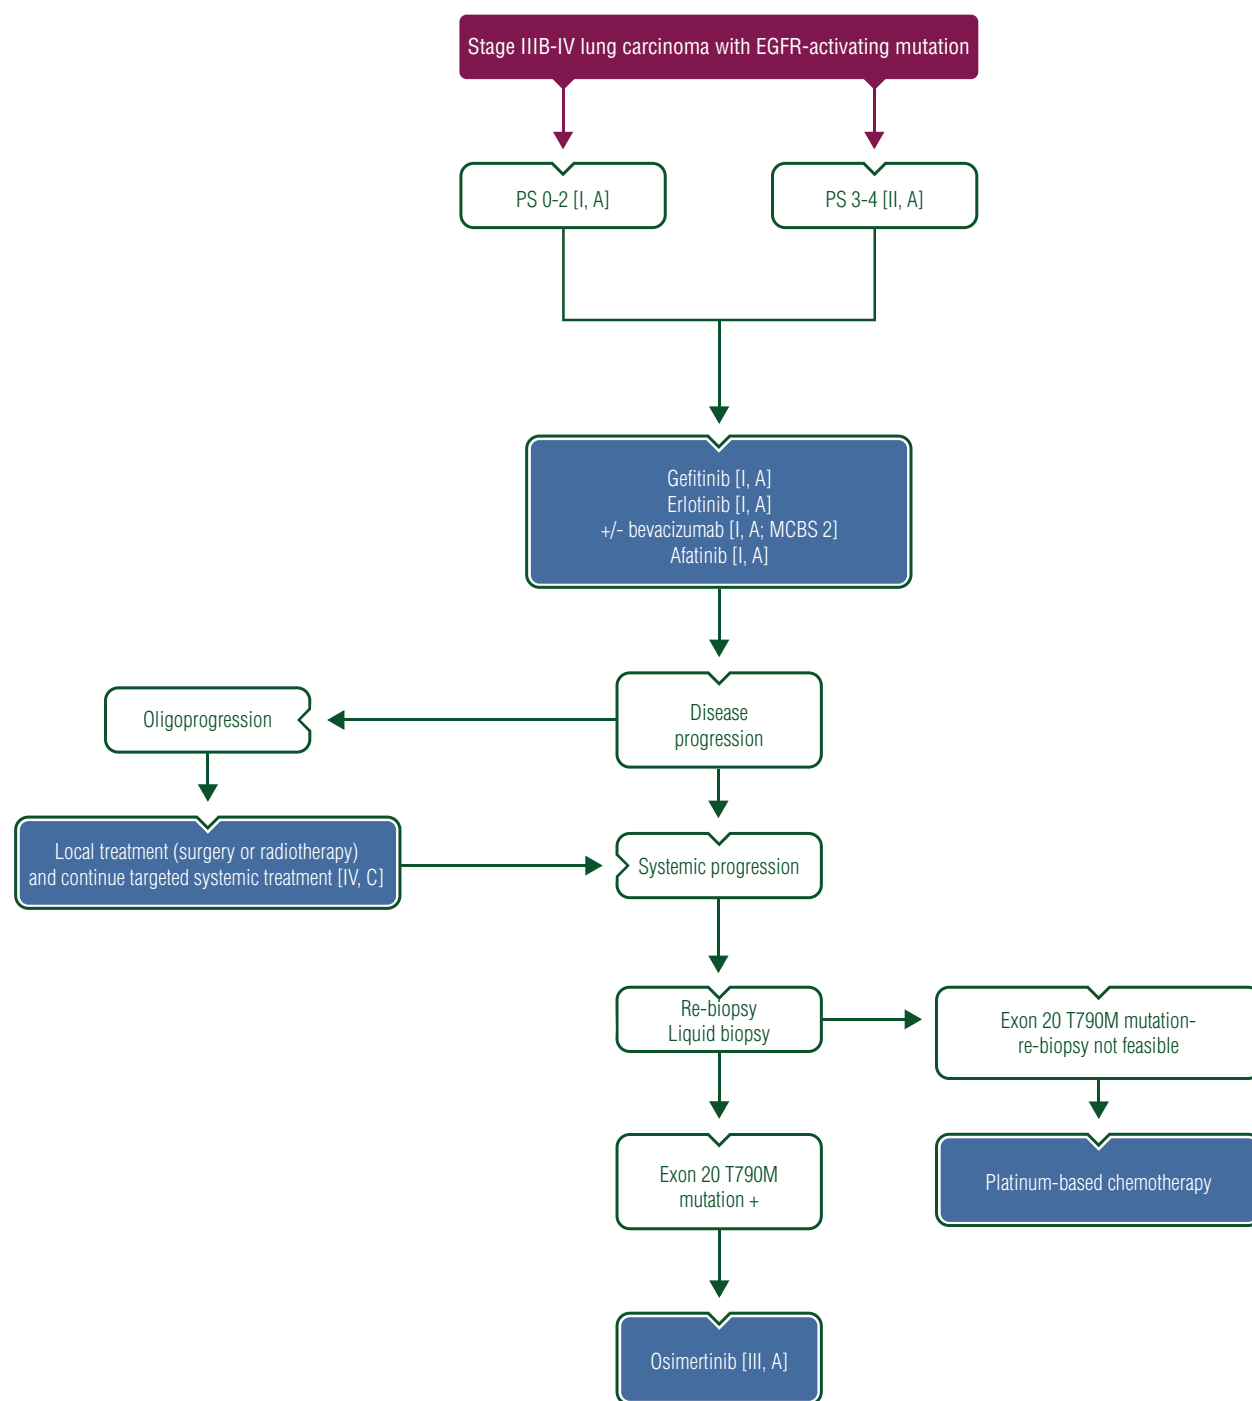 Stage IIIB-IV lung carcinoma with EGFR-activating mutation
PS 0-2 [I, A]
PS 3-4 [II, A]
Gefitinib [I, A]
Erlotinib [I, A]
+/- bevacizumab [I, A; MCBS 2]
Afatinib [I, A]
Disease
progression
Oligoprogression
Local treatment (surgery or radiotherapy)
and continue targeted systemic treatment [IV, C]
Systemic progression
Re-biopsy
Liquid biopsy
Exon 20 T790M mutation-
re-biopsy not feasible
Exon 20 T790M
mutation +
Platinum-based chemotherapy
Osimertinib [III, A]